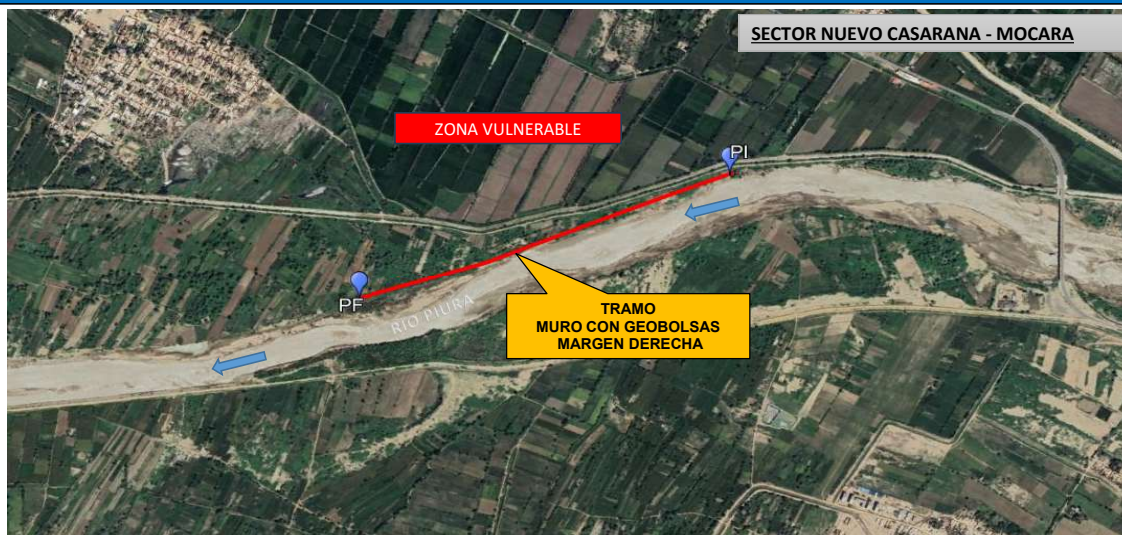 SECTOR NUEVO CASARANA - MOCARA
ZONA VULNERABLE
PI
PF
RIO PIURA
TRAMO
MURO CON GEOBOLSAS
MARGEN DERECHA